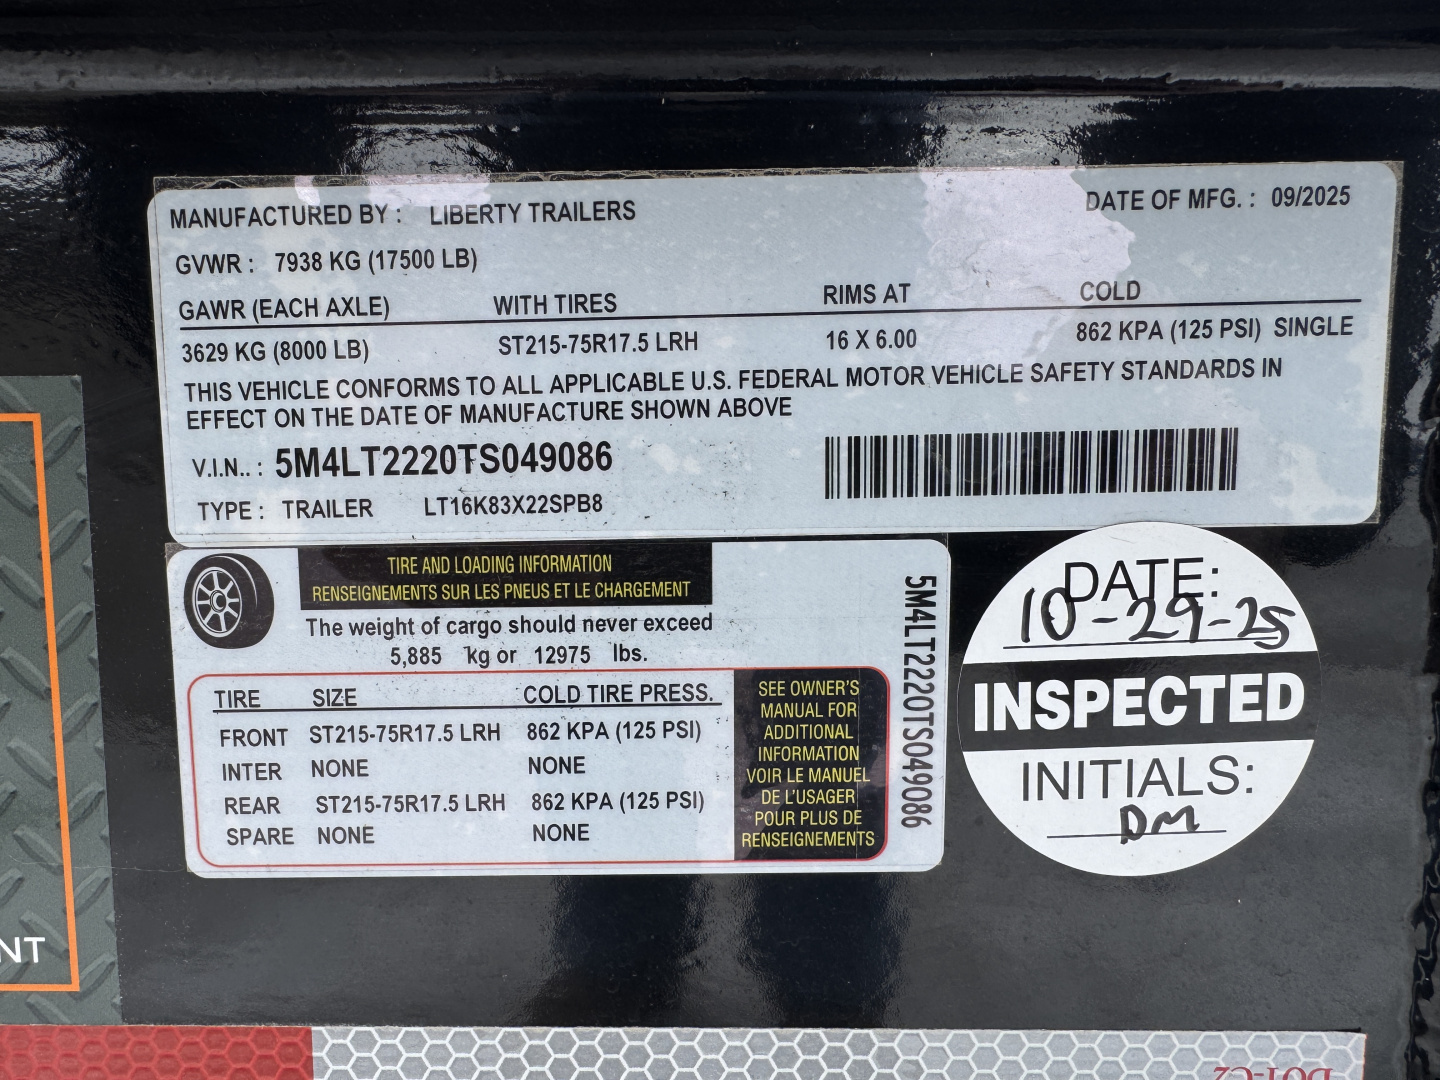 MANUFACTURED BY : LIBERTY TRAILERS DATE OF MFG. : 09/2025
GVWR : 7938 KG (17500 LB)
GAWR (EACH AXLE) WITH TIRES RIMS AT COLD
3629 KG (8000 LB) ST215-75R17.5 LRH 16 X 6.00 862 KPA (125 PSI) SINGLE
THIS VEHICLE CONFORMS TO ALL APPLICABLE U.S. FEDERAL MOTOR VEHICLE SAFETY STANDARDS IN
EFFECT ON THE DATE OF MANUFACTURE SHOWN ABOVE
V.I.N.. : 5M4LT2220TS049086
TYPE : TRAILER LT16K83X22SPB8
TIRE AND LOADING INFORMATION
RENSEIGNEMENTS SUR LES PNEUS ET LE CHARGEMENT
The weight of cargo should never exceed
5,885 kg or 12975 lbs.
TIRE SIZE COLD TIRE PRESS.
FRONT ST215-75R17.5 LRH 862 KPA (125 PSI)
INTER NONE NONE
REAR ST215-75R17.5 LRH 862 KPA (125 PSI)
SPARE NONE NONE
SEE OWNER'S
MANUAL FOR
ADDITIONAL
INFORMATION
VOIR LE MANUEL
DE L'USAGER
POUR PLUS DE
RENSEIGNEMENTS
5M4LT2220TS049086
DATE:
10-29-25
INSPECTED
INITIALS:
DM
NT
DOT-C2